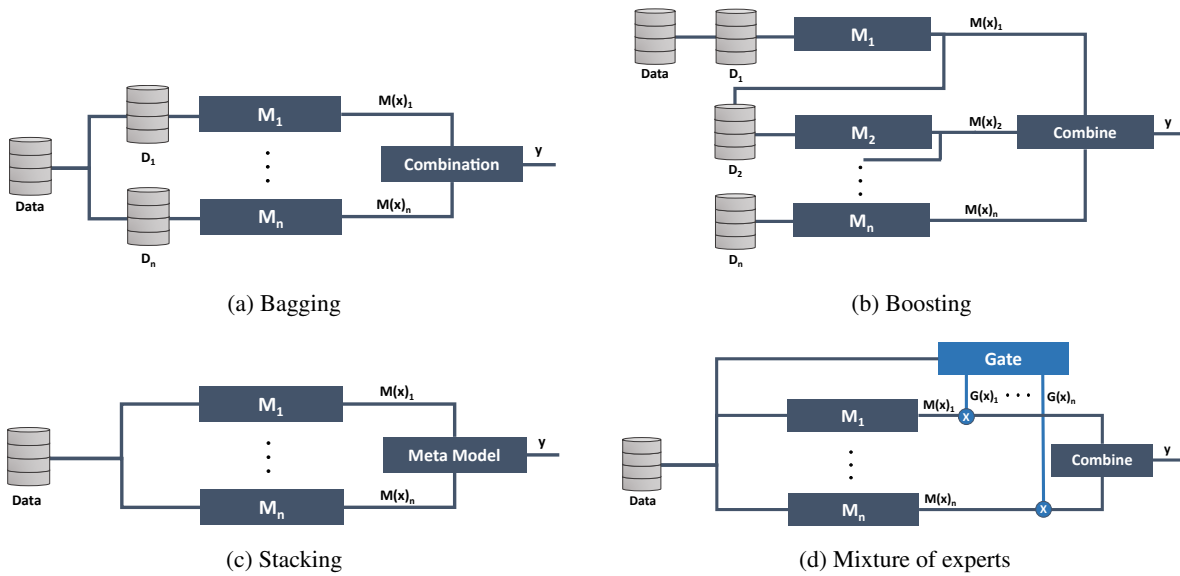 Data
D₁
Dₙ
M₁
Mₙ
M(x)₁
M(x)ₙ
Combination
y
(a) Bagging
Data
D₁
M₁
M(x)₁
D₂
M₂
M(x)₂
Combine
y
Dₙ
Mₙ
M(x)ₙ
(b) Boosting
Data
M₁
Mₙ
M(x)₁
M(x)ₙ
Meta Model
y
(c) Stacking
Gate
G(x)₁ · · · G(x)ₙ
Data
M₁
M(x)₁
X
Mₙ
M(x)ₙ
X
Combine
y
(d) Mixture of experts